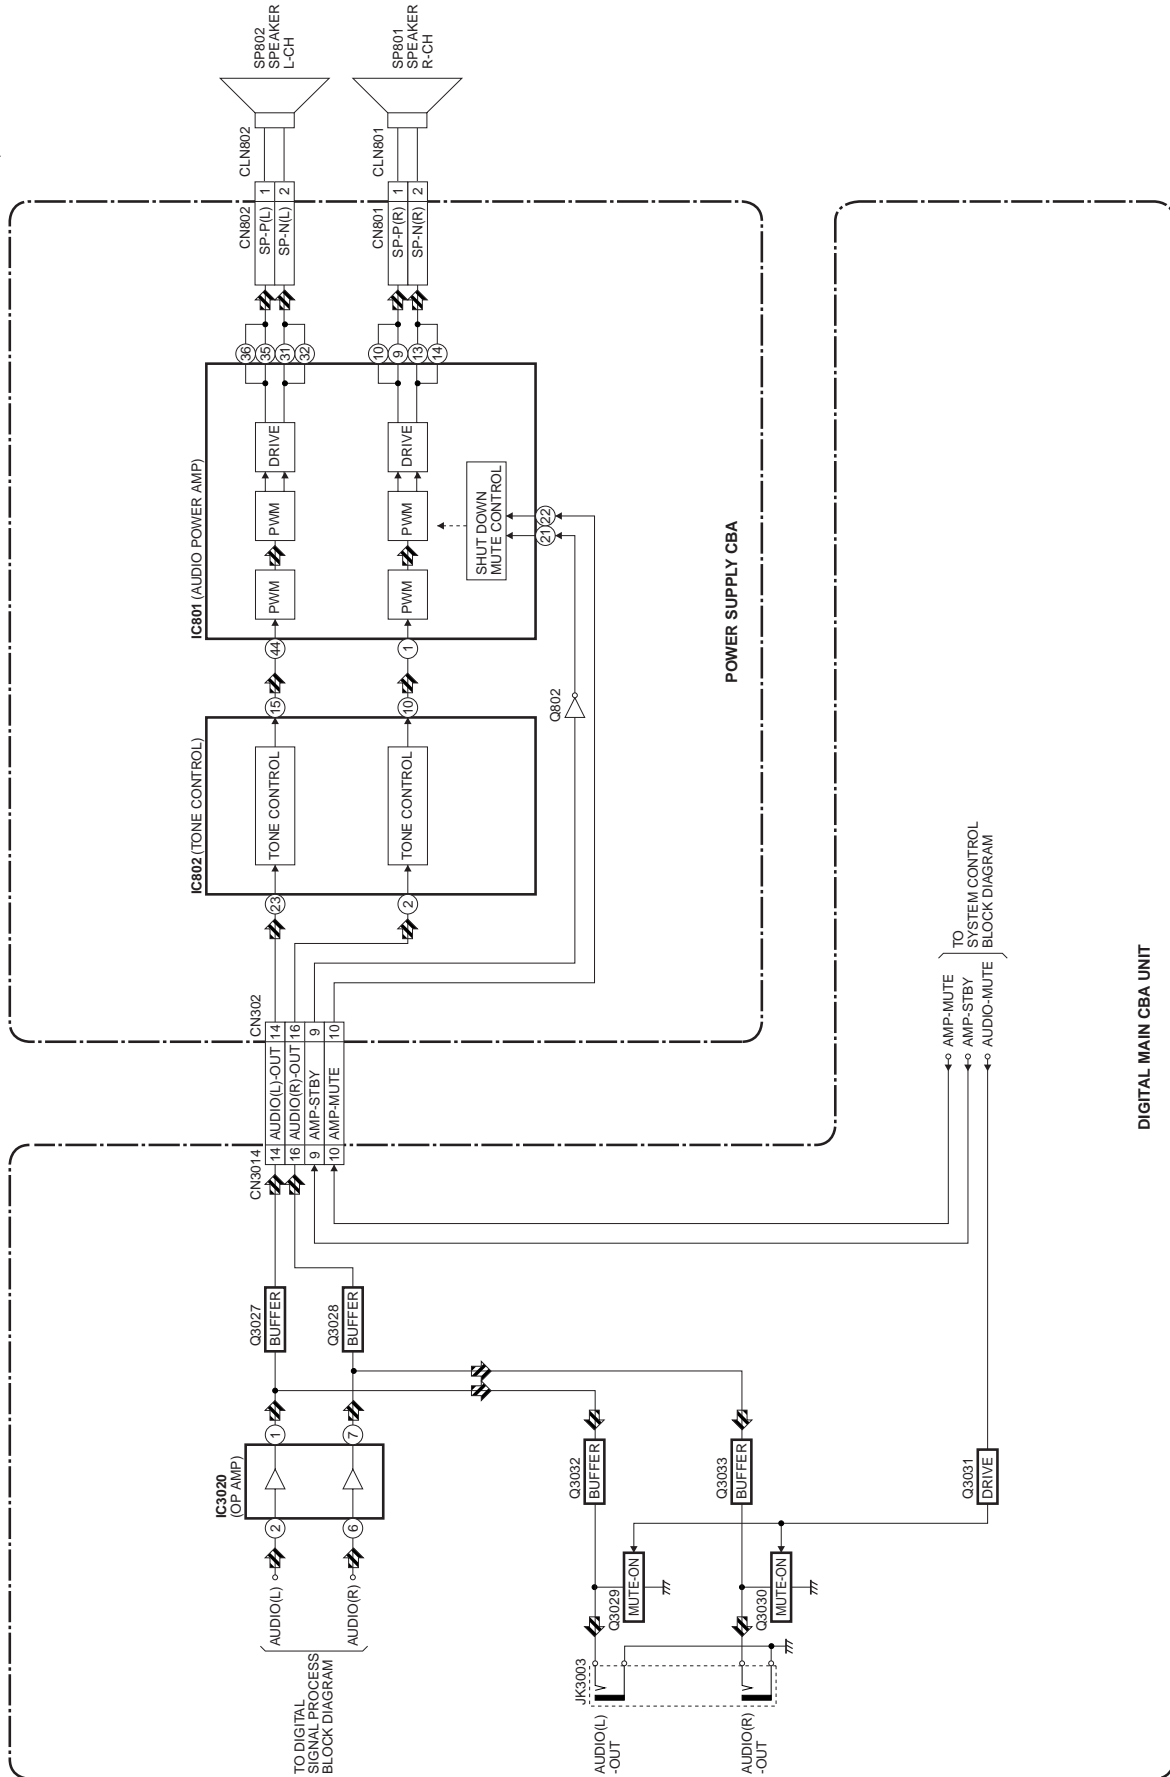 SP802
SPEAKER
L-CH
SP801
SPEAKER
R-CH
CLN802
CLN801
CN802
SP-P(L) 1
SP-N(L) 2
CN801
SP-P(R) 1
SP-N(R) 2
36
35
31
32
10
9
13
14
IC801 (AUDIO POWER AMP)
DRIVE
DRIVE
PWM
PWM
PWM
PWM
SHUT DOWN
MUTE CONTROL
21
22
44
1
Q802
POWER SUPPLY CBA
15
10
IC802 (TONE CONTROL)
TONE CONTROL
TONE CONTROL
23
2
CN302
CN3014
14 AUDIO(L)-OUT 14
16 AUDIO(R)-OUT 16
9 AMP-STBY 9
10 AMP-MUTE 10
TO
SYSTEM CONTROL
BLOCK DIAGRAM
AMP-MUTE
AMP-STBY
AUDIO-MUTE
DIGITAL MAIN CBA UNIT
Q3027
BUFFER
Q3028
BUFFER
IC3020
(OP AMP)
1
7
2
6
AUDIO(L)
AUDIO(R)
TO DIGITAL
SIGNAL PROCESS
BLOCK DIAGRAM
Q3032
BUFFER
Q3033
BUFFER
Q3031
DRIVE
Q3029
MUTE-ON
Q3030
MUTE-ON
JK3003
AUDIO(L)
-OUT
AUDIO(R)
-OUT